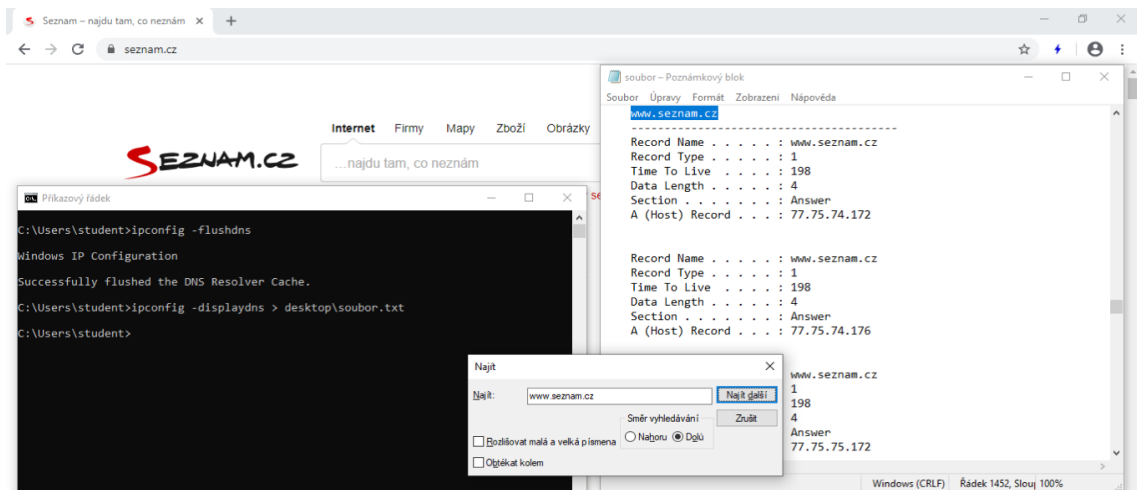 Seznam – najdu tam, co neznám
seznam.cz
Internet Firmy Mapy Zboží Obrázky
SEZNAM.CZ
...najdu tam, co neznám
Příkazový řádek
C:\Users\student>ipconfig -flushdns
Windows IP Configuration
Successfully flushed the DNS Resolver Cache.
C:\Users\student>ipconfig -displaydns > desktop\soubor.txt
C:\Users\student>
soubor – Poznámkový blok
Soubor Úpravy Formát Zobrazení Nápověda
www.seznam.cz
----------------------------------------
Record Name . . . . . : www.seznam.cz
Record Type . . . . . : 1
Time To Live . . . . : 198
Data Length . . . . . : 4
Section . . . . . . . : Answer
A (Host) Record . . . : 77.75.74.172
Record Name . . . . . : www.seznam.cz
Record Type . . . . . : 1
Time To Live . . . . : 198
Data Length . . . . . : 4
Section . . . . . . . : Answer
A (Host) Record . . . : 77.75.74.176
www.seznam.cz
1
198
4
Answer
77.75.75.172
Windows (CRLF) Řádek 1452, Sloup 100%
Najít
Najít: www.seznam.cz
Najít další
Směr vyhledávání
Zrušit
Rozlišovat malá a velká písmena
Nahoru Dolů
Obtékat kolem